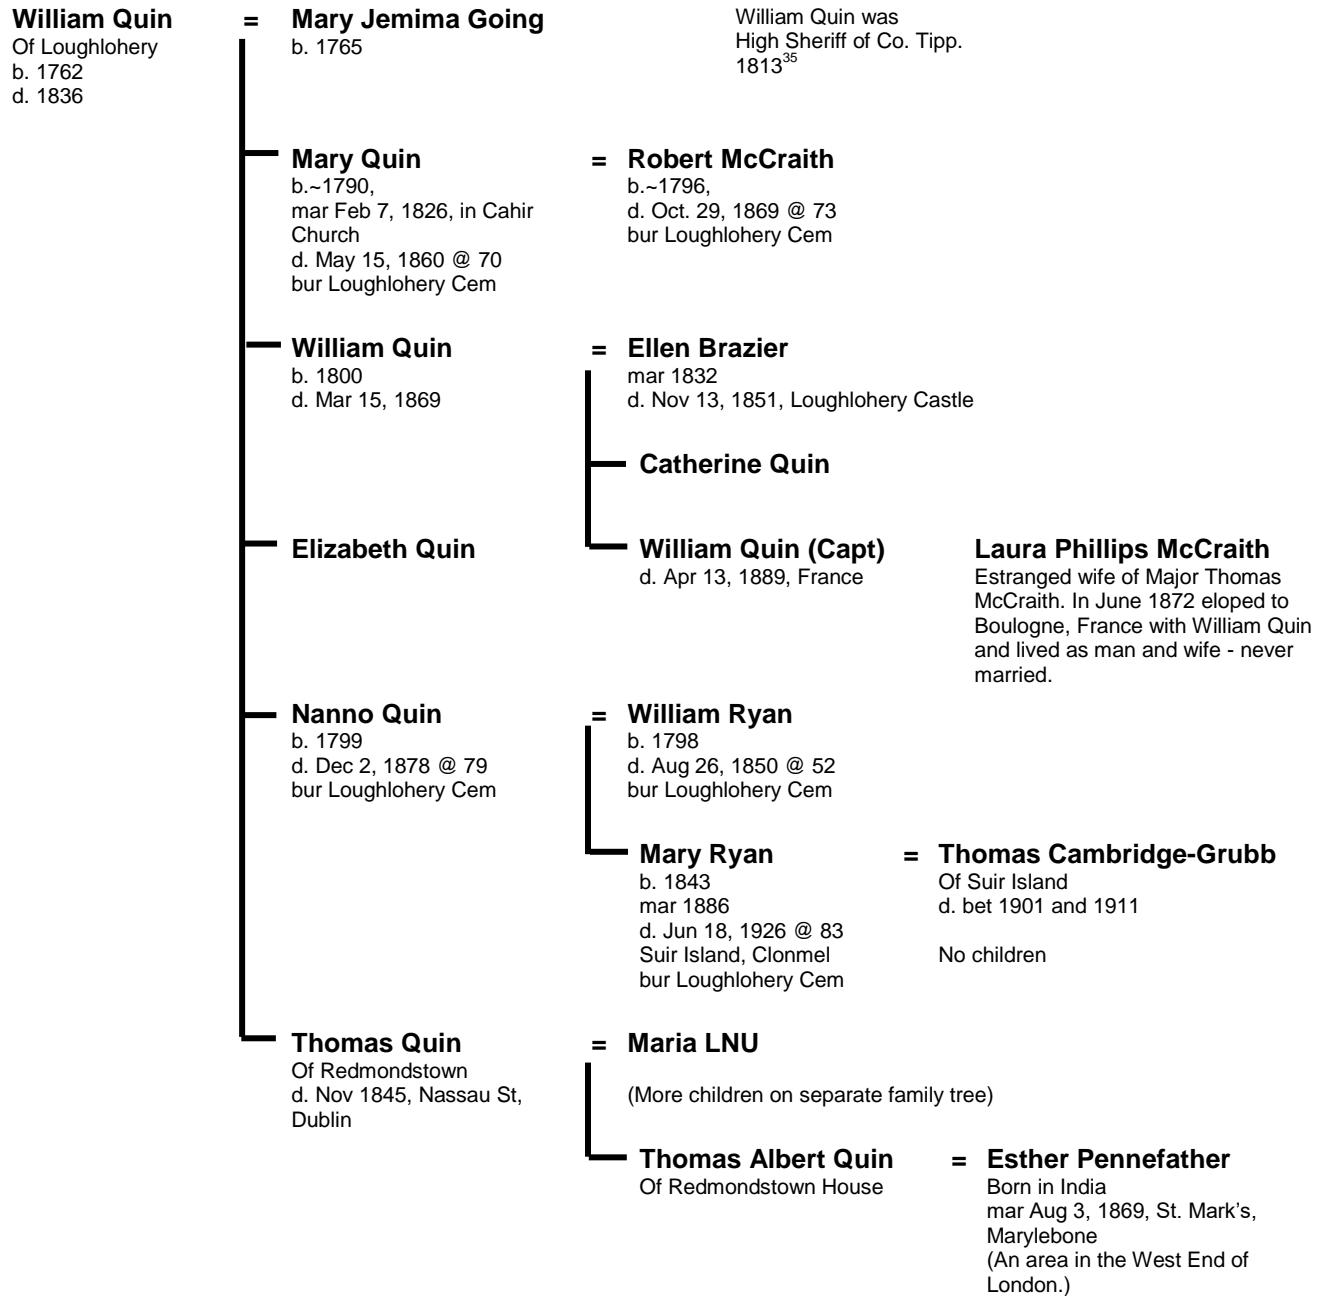 William Quin = Mary Jemima Going
Of Loughlohery
b. 1762
d. 1836
b. 1765
William Quin was
High Sheriff of Co. Tipp.
1813³⁵
Mary Quin = Robert McCraith
b.~1790,
mar Feb 7, 1826, in Cahir
Church
d. May 15, 1860 @ 70
bur Loughlohery Cem
b.~1796,
d. Oct. 29, 1869 @ 73
bur Loughlohery Cem
William Quin = Ellen Brazier
b. 1800
d. Mar 15, 1869
mar 1832
d. Nov 13, 1851, Loughlohery Castle
Catherine Quin
Elizabeth Quin
William Quin (Capt)
d. Apr 13, 1889, France
Laura Phillips McCraith
Estranged wife of Major Thomas
McCraith. In June 1872 eloped to
Boulogne, France with William Quin
and lived as man and wife - never
married.
Nanno Quin = William Ryan
b. 1799
d. Dec 2, 1878 @ 79
bur Loughlohery Cem
b. 1798
d. Aug 26, 1850 @ 52
bur Loughlohery Cem
Mary Ryan = Thomas Cambridge-Grubb
b. 1843
mar 1886
d. Jun 18, 1926 @ 83
Suir Island, Clonmel
bur Loughlohery Cem
Of Suir Island
d. bet 1901 and 1911
No children
Thomas Quin = Maria LNU
Of Redmondstown
d. Nov 1845, Nassau St,
Dublin
(More children on separate family tree)
Thomas Albert Quin = Esther Pennefather
Of Redmondstown House
Born in India
mar Aug 3, 1869, St. Mark's,
Marylebone
(An area in the West End of
London.)